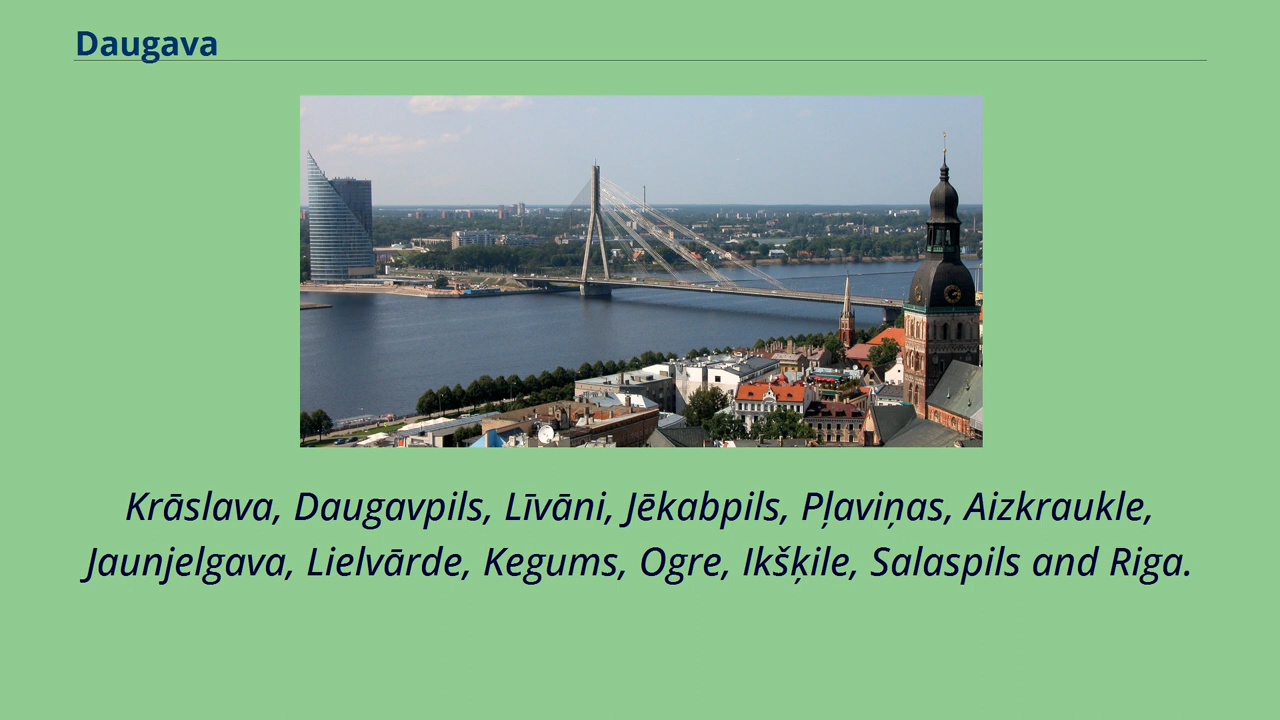 Daugava
Krāslava, Daugavpils, Līvāni, Jēkabpils, Pļaviņas, Aizkraukle,
Jaunjelgava, Lielvārde, Kegums, Ogre, Ikšķile, Salaspils and Riga.